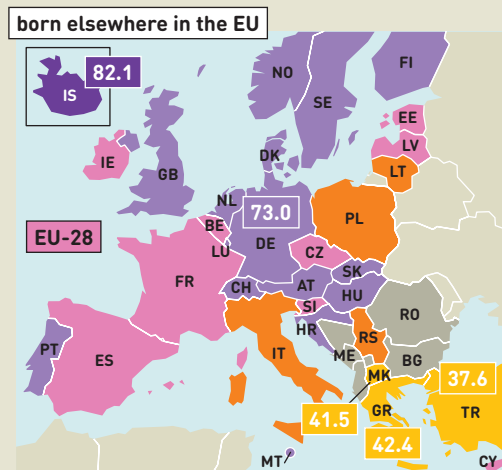 born elsewhere in the EU
IS
82.1
NO
SE
FI
EE
LV
LT
DK
IE
GB
NL
73.0
PL
BE
DE
EU-28
LU
CZ
FR
SK
CH
AT
HU
SI
HR
RO
PT
ES
IT
RS
ME
BG
MK
37.6
41.5
GR
TR
42.4
MT
CY